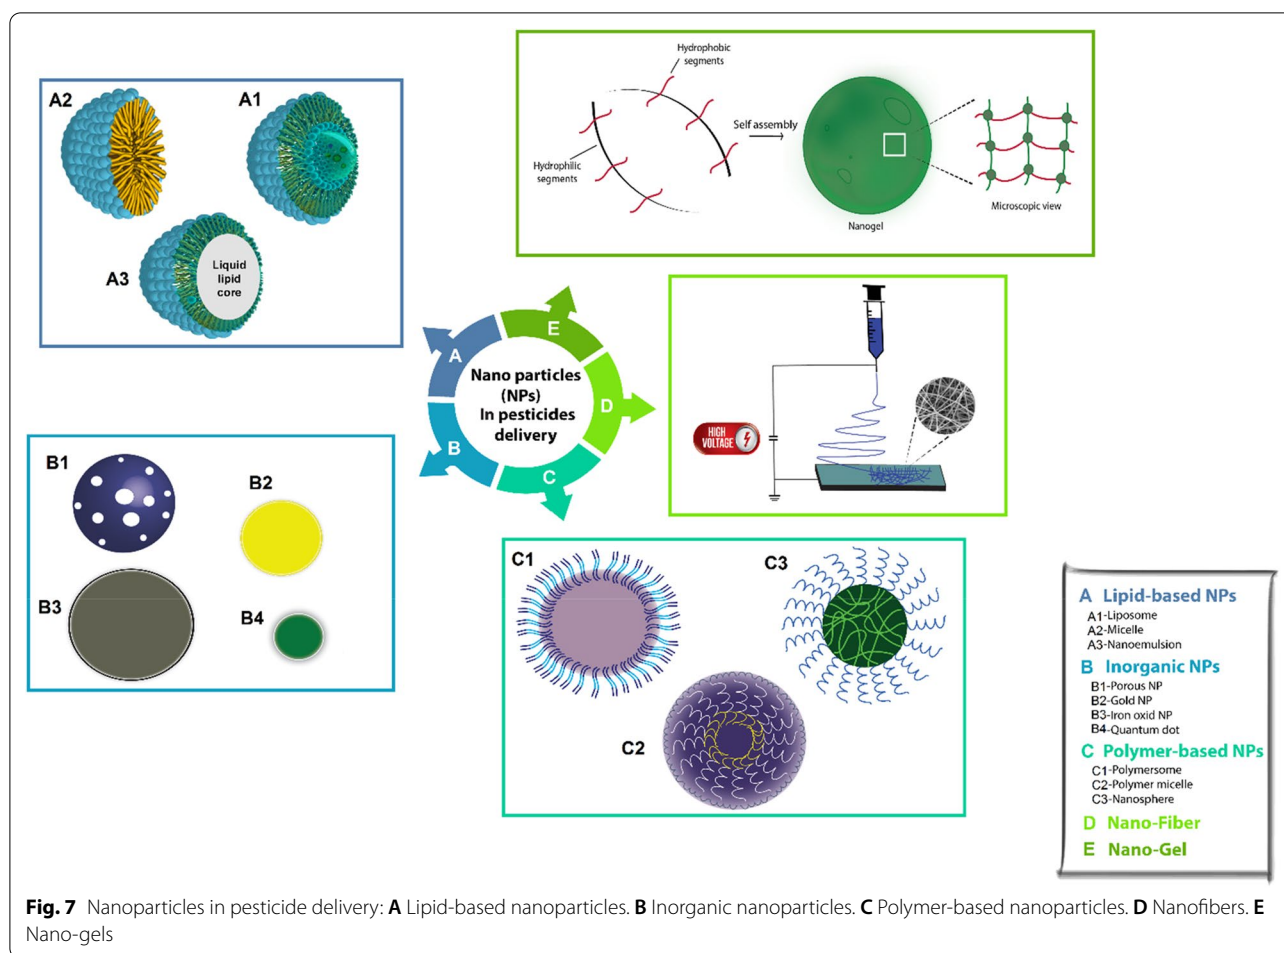 A2
A1
A3
Liquid
lipid
core
Hydrophobic
segments
Self assembly
Hydrophilic
segments
Nanogel
Microscopic view
E
A
D
B
C
Nano particles
(NPs)
In pesticides
delivery
HIGH
VOLTAGE
B1
B2
B3
B4
C1
C3
C2
A Lipid-based NPs
A1-Liposome
A2-Micelle
A3-Nanoemulsion
B Inorganic NPs
B1-Porous NP
B2-Gold NP
B3-Iron oxid NP
B4-Quantum dot
C Polymer-based NPs
C1-Polymersome
C2-Polymer micelle
C3-Nanosphere
D Nano-Fiber
E Nano-Gel
Fig. 7 Nanoparticles in pesticide delivery: A Lipid-based nanoparticles. B Inorganic nanoparticles. C Polymer-based nanoparticles. D Nanofibers. E
Nano-gels